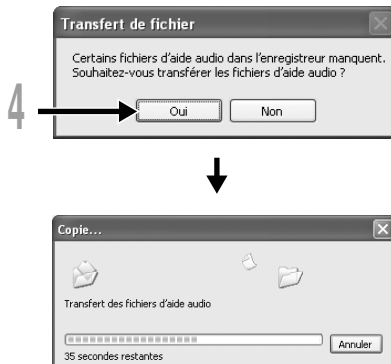 Transfert de fichier
Certains fichiers d'aide audio dans l'enregistreur manquent.
Souhaitez-vous transférer les fichiers d'aide audio ?
4
Oui
Non
Copie...
Transfert des fichiers d'aide audio
Annuler
35 secondes restantes